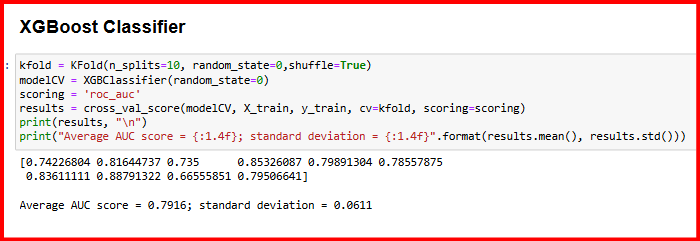 XGBoost Classifier
: kfold = KFold(n_splits=10, random_state=0,shuffle=True)
modelCV = XGBClassifier(random_state=0)
scoring = 'roc_auc'
results = cross_val_score(modelCV, X_train, y_train, cv=kfold, scoring=scoring)
print(results, "\n")
print("Average AUC score = {:1.4f}; standard deviation = {:1.4f}".format(results.mean(), results.std()))
[0.74226804 0.81644737 0.735      0.85326087 0.79891304 0.78557875
 0.83611111 0.88791322 0.66555851 0.79506641]
Average AUC score = 0.7916; standard deviation = 0.0611